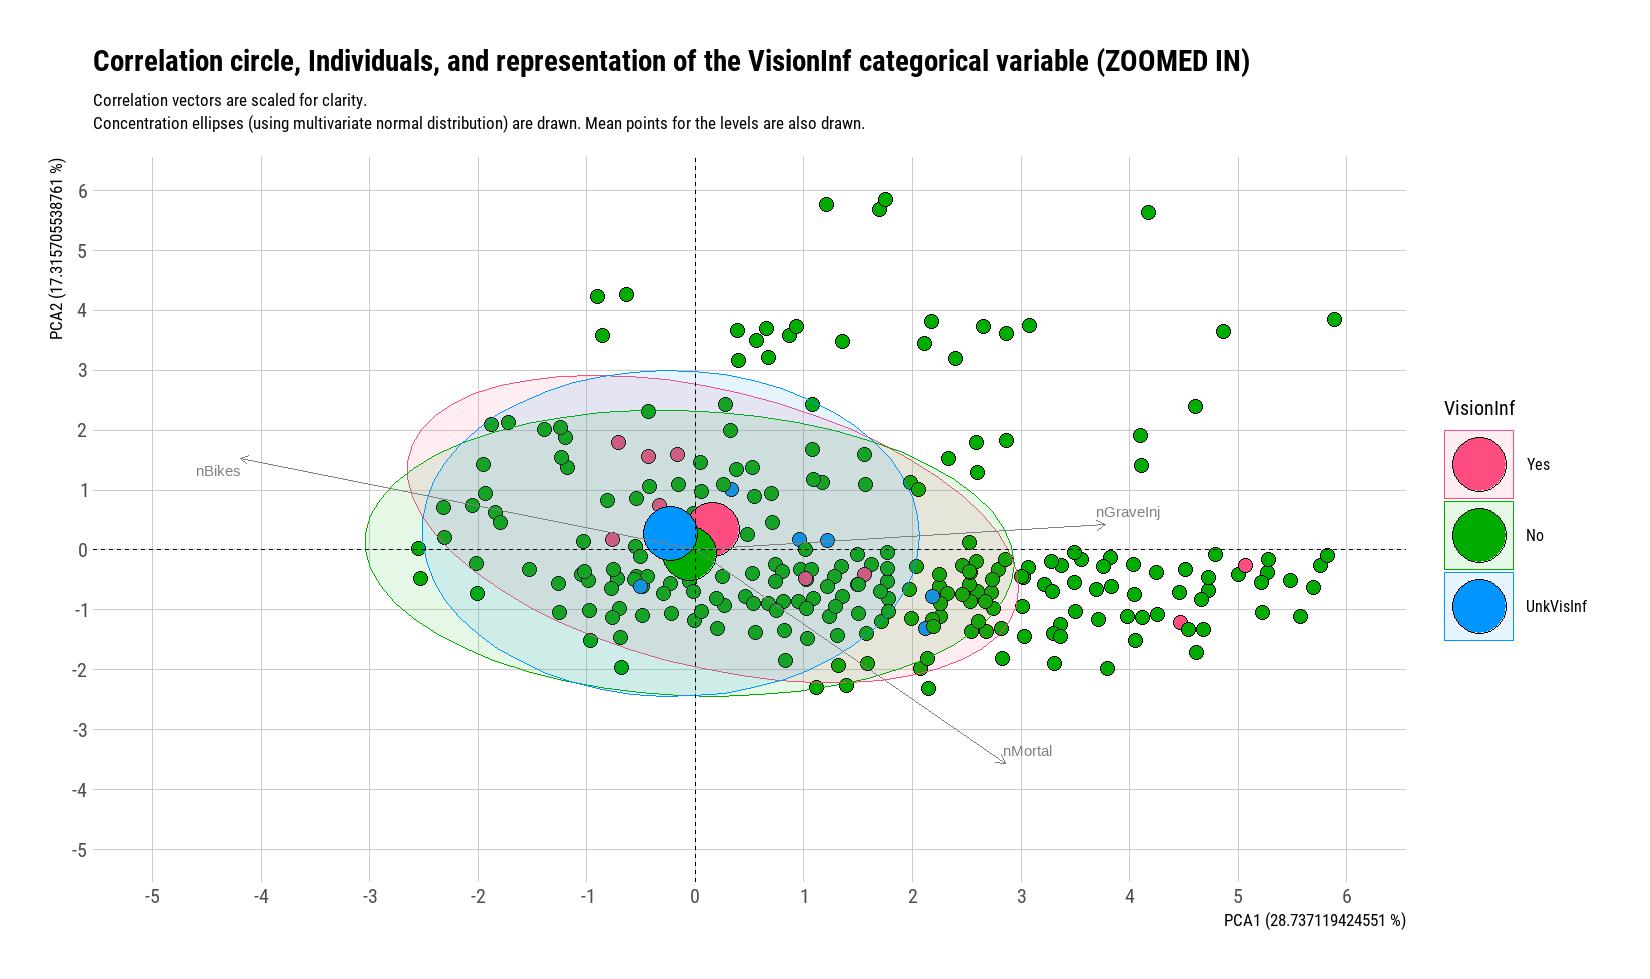 Correlation circle, Individuals, and representation of the VisionInf categorical variable (ZOOMED IN)
Correlation vectors are scaled for clarity.
Concentration ellipses (using multivariate normal distribution) are drawn. Mean points for the levels are also drawn.
PCA2 (17.315705538761 %)
6
5
4
3
2
1
0
-1
-2
-3
-4
-5
nBikes
nGraveInj
nMortal
-5
-4
-3
-2
-1
0
1
2
3
4
5
6
PCA1 (28.737119424551 %)
VisionInf
Yes
No
UnkVisInf